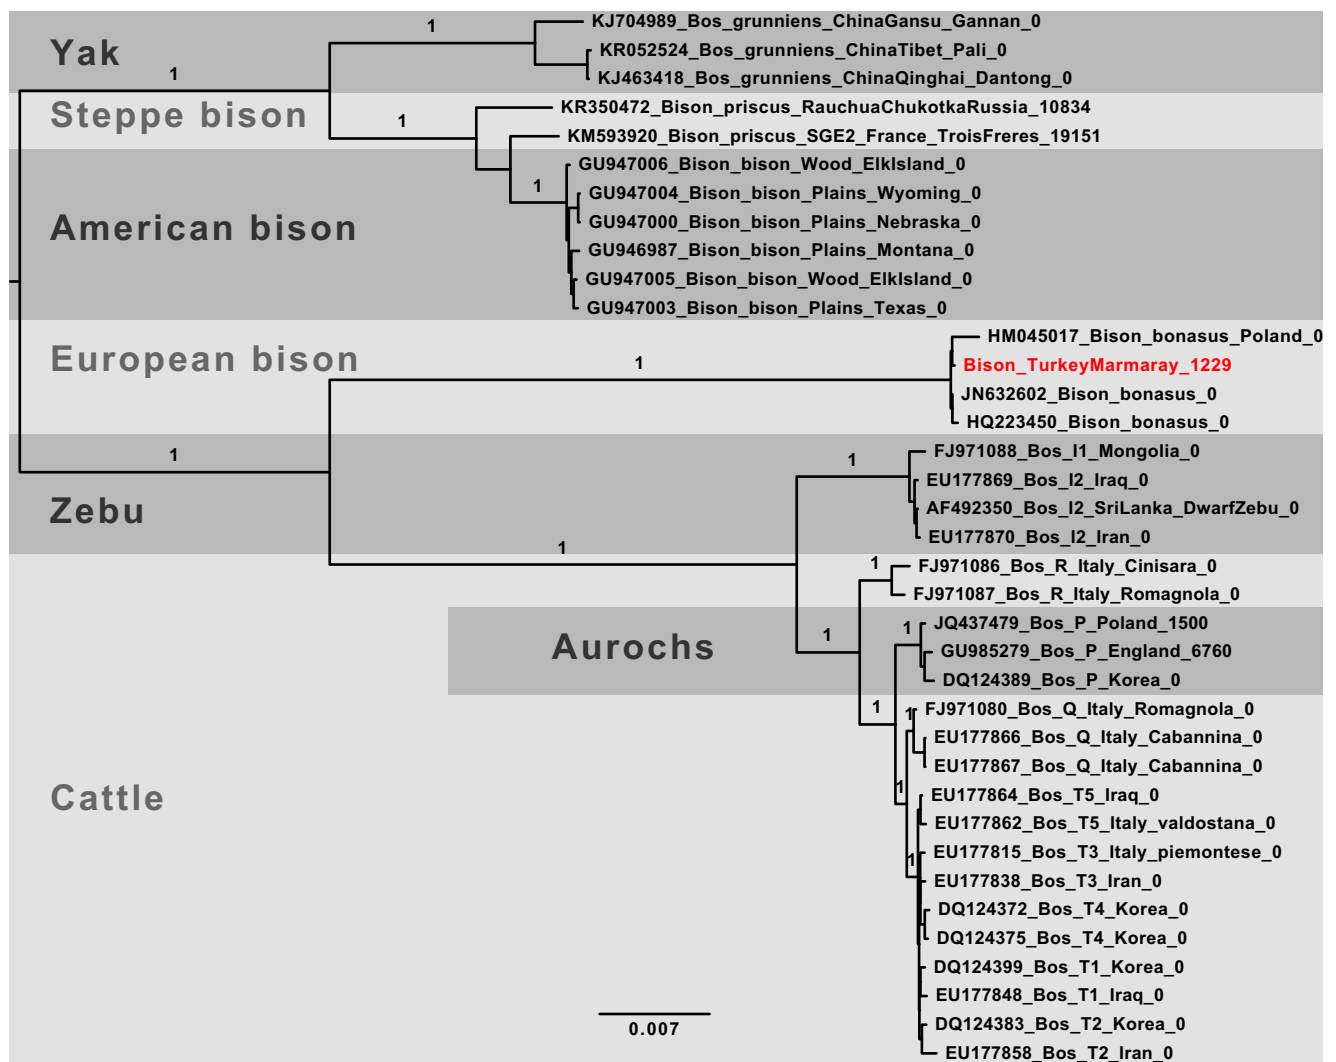 KJ704989_Bos_grunniens_ChinaGansu_Gannan_0
1
Yak
KR052524_Bos_grunniens_ChinaTibet_Pali_0
1
KJ463418_Bos_grunniens_ChinaQinghai_Dantong_0
Steppe bison
KR350472_Bison_priscus_RauchuaChukotkaRussia_10834
1
KM593920_Bison_priscus_SGE2_France_TroisFreres_19151
GU947006_Bison_bison_Wood_ElkIsland_0
1
GU947004_Bison_bison_Plains_Wyoming_0
GU947000_Bison_bison_Plains_Nebraska_0
American bison
GU946987_Bison_bison_Plains_Montana_0
GU947005_Bison_bison_Wood_ElkIsland_0
GU947003_Bison_bison_Plains_Texas_0
HM045017_Bison_bonasus_Poland_0
European bison
Bison_TurkeyMarmaray_1229
1
JN632602_Bison_bonasus_0
HQ223450_Bison_bonasus_0
1
FJ971088_Bos_I1_Mongolia_0
1
EU177869_Bos_I2_Iraq_0
Zebu
AF492350_Bos_I2_SriLanka_DwarfZebu_0
EU177870_Bos_I2_Iran_0
1
FJ971086_Bos_R_Italy_Cinisara_0
1
FJ971087_Bos_R_Italy_Romagnola_0
JQ437479_Bos_P_Poland_1500
1
1
Aurochs
GU985279_Bos_P_England_6760
DQ124389_Bos_P_Korea_0
1
FJ971080_Bos_Q_Italy_Romagnola_0
1
EU177866_Bos_Q_Italy_Cabannina_0
EU177867_Bos_Q_Italy_Cabannina_0
1
Cattle
EU177864_Bos_T5_Iraq_0
EU177862_Bos_T5_Italy_valdostana_0
EU177815_Bos_T3_Italy_piemontese_0
1
EU177838_Bos_T3_Iran_0
DQ124372_Bos_T4_Korea_0
DQ124375_Bos_T4_Korea_0
DQ124399_Bos_T1_Korea_0
EU177848_Bos_T1_Iraq_0
DQ124383_Bos_T2_Korea_0
0.007
EU177858_Bos_T2_Iran_0